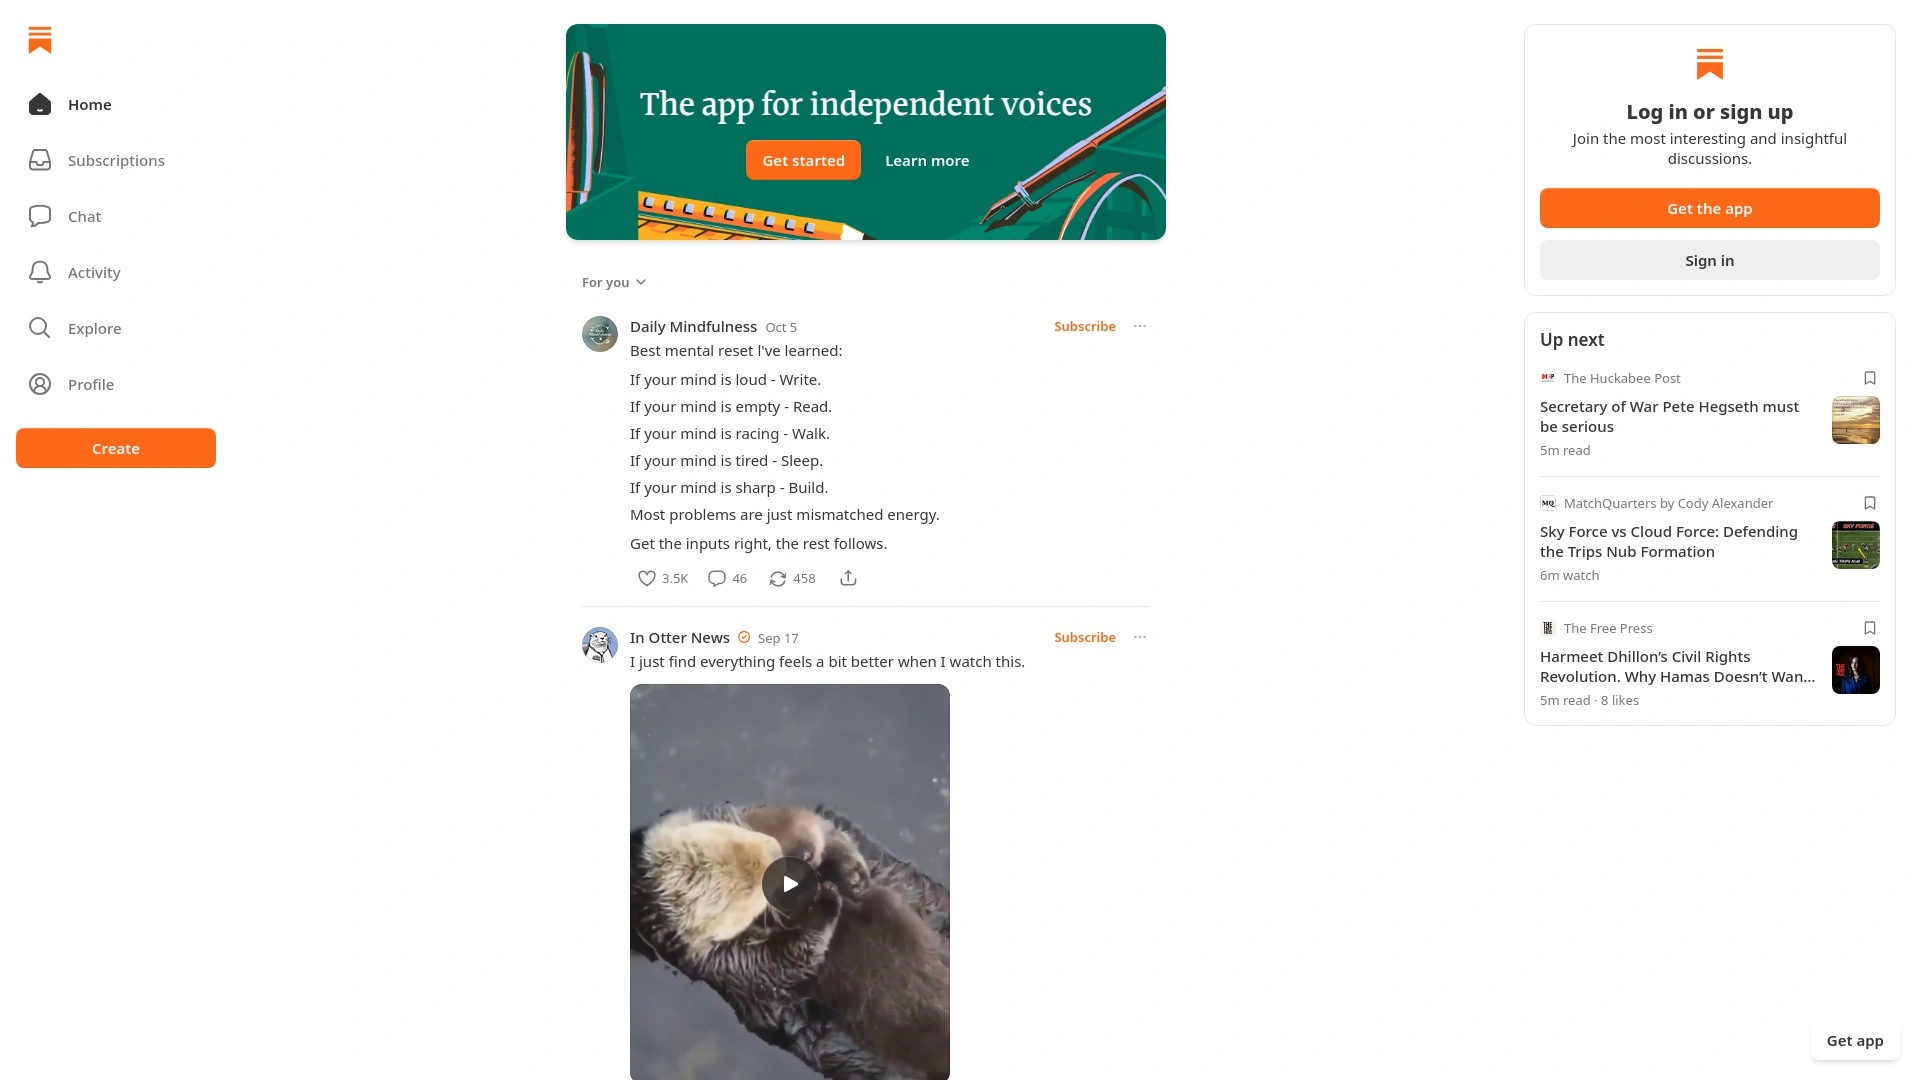 Home
Subscriptions
Chat
Activity
Explore
Profile
Create
The app for independent voices
Get started
Learn more
For you
Daily Mindfulness Oct 5
Subscribe
Best mental reset I've learned:
If your mind is loud - Write.
If your mind is empty - Read.
If your mind is racing - Walk.
If your mind is tired - Sleep.
If your mind is sharp - Build.
Most problems are just mismatched energy.
Get the inputs right, the rest follows.
3.5K 46 458
In Otter News Sep 17
Subscribe
I just find everything feels a bit better when I watch this.
Log in or sign up
Join the most interesting and insightful
discussions.
Get the app
Sign in
Up next
The Huckabee Post
Secretary of War Pete Hegseth must
be serious
5m read
MQ
MatchQuarters by Cody Alexander
Sky Force vs Cloud Force: Defending
the Trips Nub Formation
SKY FORCE
6m watch
The Free Press
Harmeet Dhillon’s Civil Rights
Revolution. Why Hamas Doesn’t Wan...
5m read · 8 likes
Get app